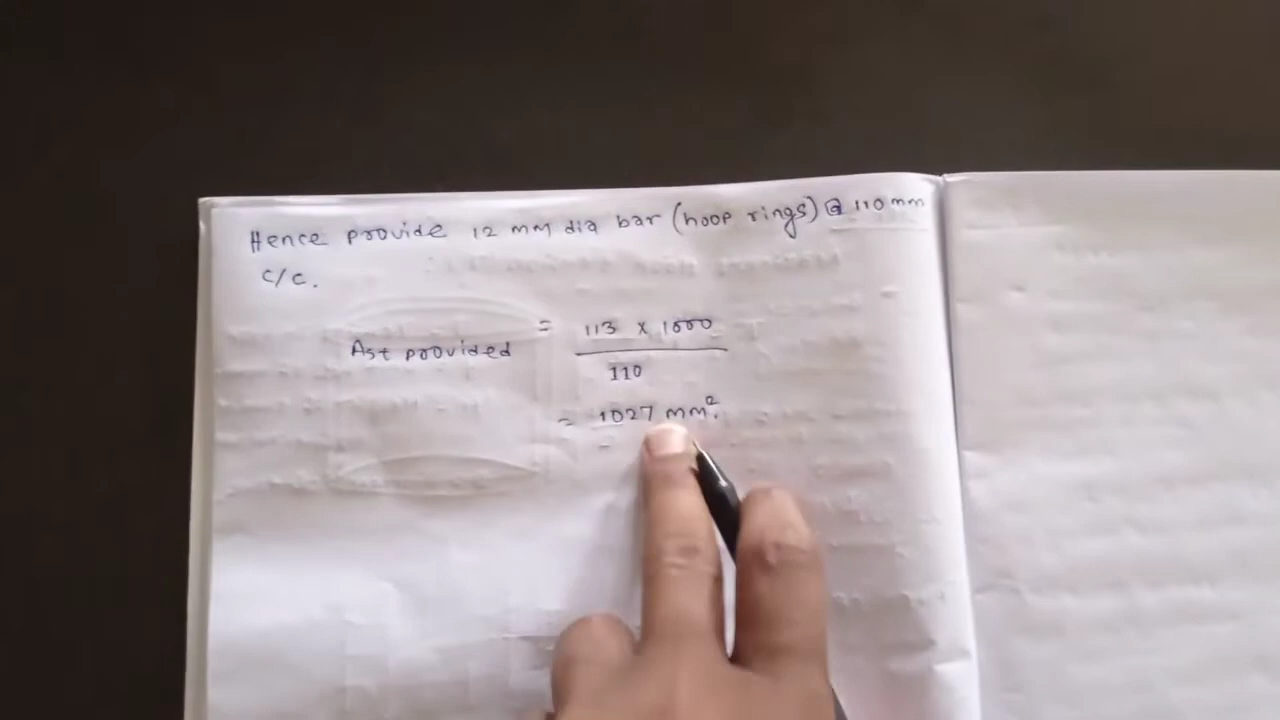 Hence provide 12 mm dia bar (hoop rings) @ 110 mm
c/c.
Ast provided = 113 x 1000
110
= 1027 mm².